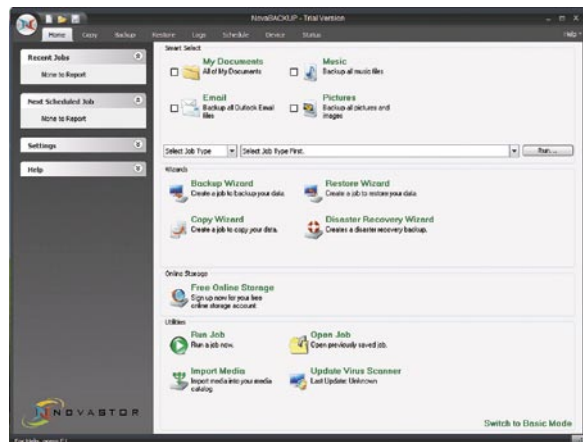 NovaBACKUP - Trial Version
Home Copy Backup Restore Logs Schedule Device Status Help
Recent Jobs
None to Report
Next Scheduled Job
None to Report
Settings
Help
Smart Select
My Documents
All of My Documents
Music
Backup all music files
Email
Backup all Outlook Email files
Pictures
Backup all pictures and
images
Select Job Type Select Job Type First. Run...
Wizards
Backup Wizard
Create a job to backup your data.
Restore Wizard
Create a job to restore your data.
Copy Wizard
Create a job to copy your data.
Disaster Recovery Wizard
Creates a disaster recovery backup.
Online Storage
Free Online Storage
Sign up now for your free
online storage account
Utilities
Run Job
Run a job now.
Open Job
Open previously saved job.
Import Media
Import media into your media
catalog
Update Virus Scanner
Last Update: Unknown
NOVASTOR
Switch to Basic Mode
For Help, press F1